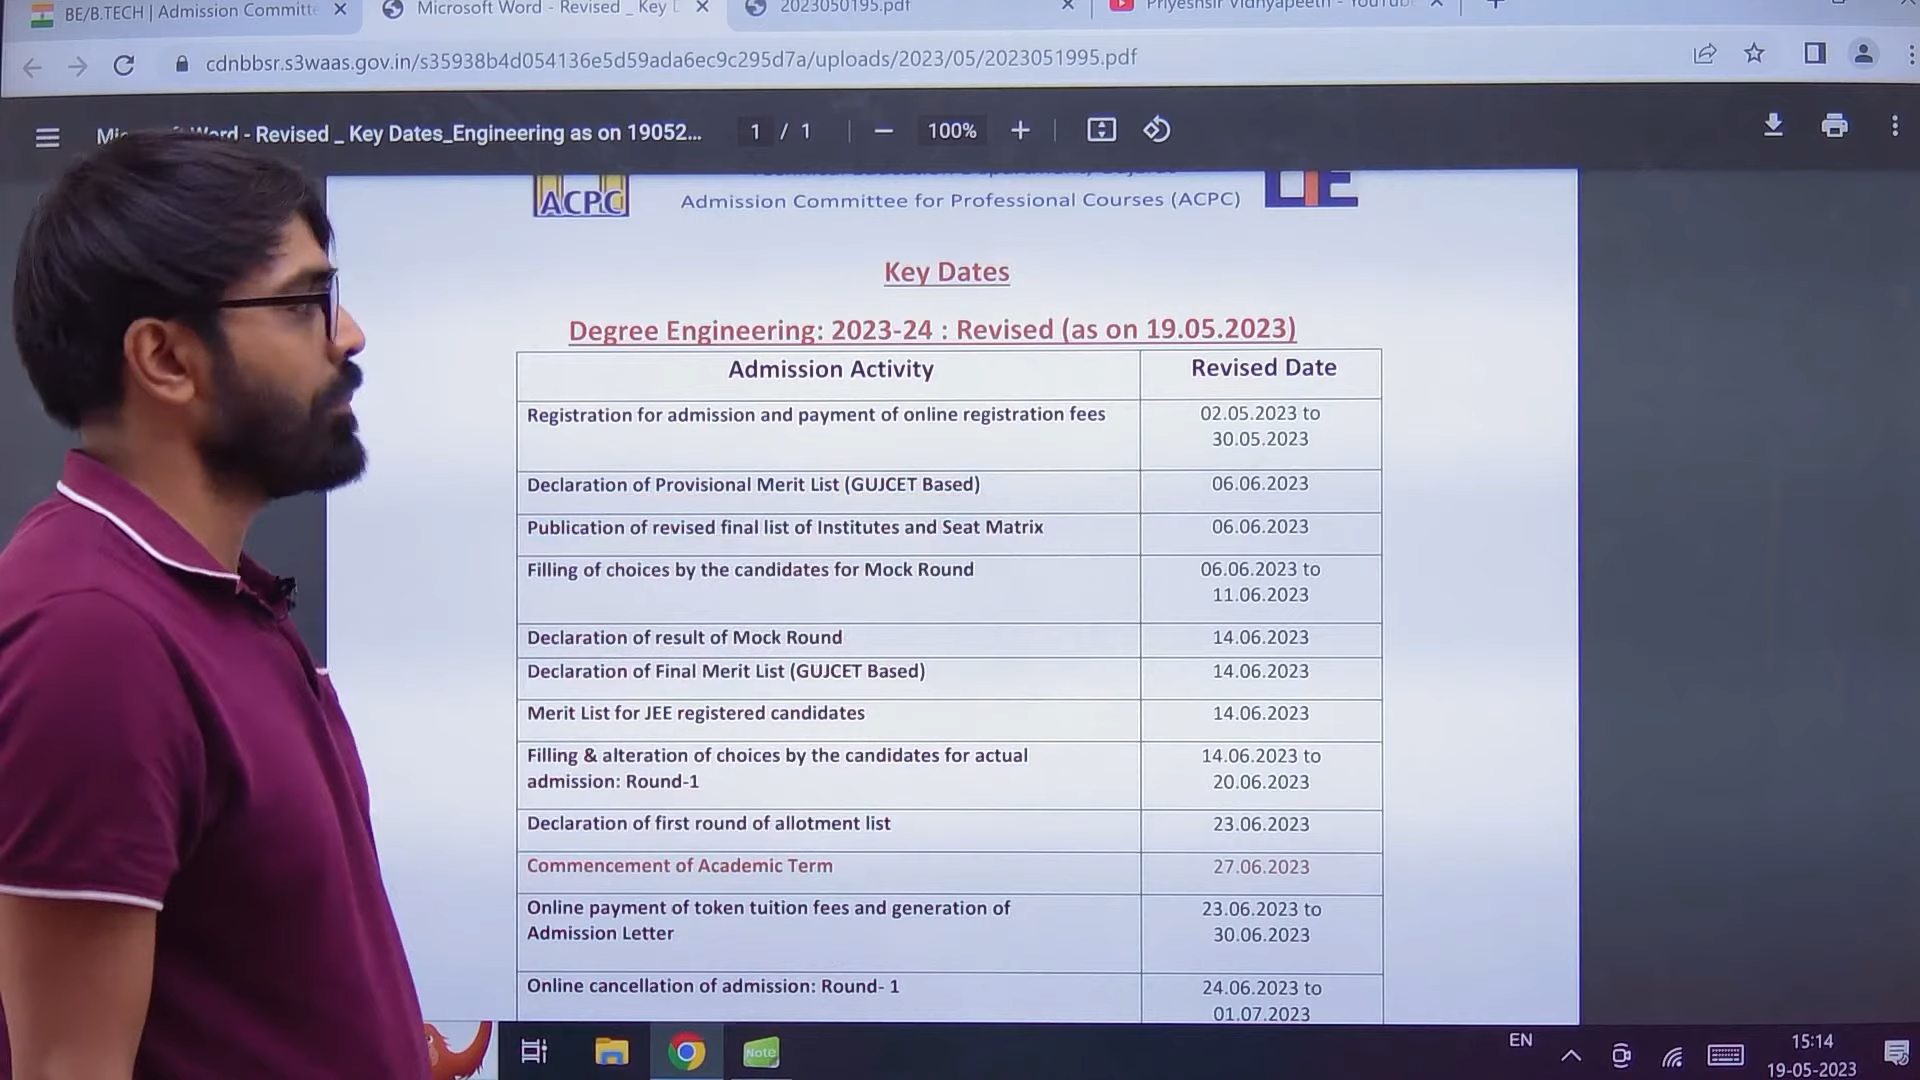 BE/B.TECH | Admission Committe
Microsoft Word - Revised _ Key D
2023050195.pdf
Priyeshsir Vidhyapeeth - YouTube
cdnbbsr.s3waas.gov.in/s35938b4d054136e5d59ada6ec9c295d7a/uploads/2023/05/2023051995.pdf
Microsoft Word - Revised _ Key Dates_Engineering as on 19052...
1 / 1
100%
ACPC
Admission Committee for Professional Courses (ACPC)
Key Dates
Degree Engineering: 2023-24 : Revised (as on 19.05.2023)
Admission Activity
Revised Date
Registration for admission and payment of online registration fees
02.05.2023 to
30.05.2023
Declaration of Provisional Merit List (GUJCET Based)
06.06.2023
Publication of revised final list of Institutes and Seat Matrix
06.06.2023
Filling of choices by the candidates for Mock Round
06.06.2023 to
11.06.2023
Declaration of result of Mock Round
14.06.2023
Declaration of Final Merit List (GUJCET Based)
14.06.2023
Merit List for JEE registered candidates
14.06.2023
Filling & alteration of choices by the candidates for actual
admission: Round-1
14.06.2023 to
20.06.2023
Declaration of first round of allotment list
23.06.2023
Commencement of Academic Term
27.06.2023
Online payment of token tuition fees and generation of
Admission Letter
23.06.2023 to
30.06.2023
Online cancellation of admission: Round- 1
24.06.2023 to
01.07.2023
Note
EN
15:14
19-05-2023